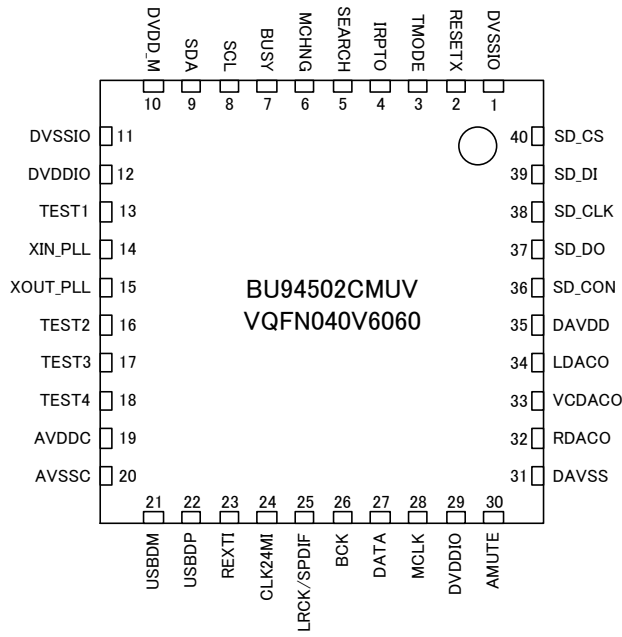 DVDD_M
SDA
SCL
BUSY
MCHNG
SEARCH
IRPTO
TMODE
RESETX
DVSSIO
10
9
8
7
6
5
4
3
2
1
DVSSIO 11
DVDDIO 12
TEST1 13
XIN_PLL 14
XOUT_PLL 15
TEST2 16
TEST3 17
TEST4 18
AVDDC 19
AVSSC 20
BU94502CMUV
VQFN040V6060
40 SD_CS
39 SD_DI
38 SD_CLK
37 SD_DO
36 SD_CON
35 DAVDD
34 LDACO
33 VCDACO
32 RDACO
31 DAVSS
21
22
23
24
25
26
27
28
29
30
USBDM
USBDP
REXTI
CLK24MI
LRCK/SPDIF
BCK
DATA
MCLK
DVDDIO
AMUTE